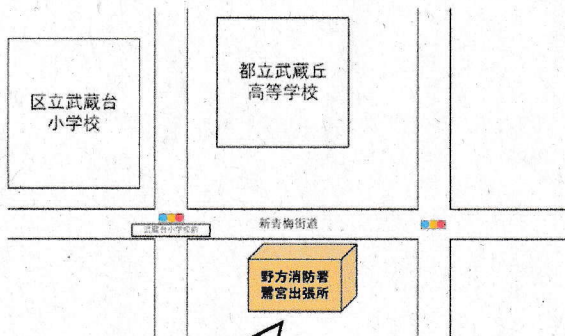 区立武蔵台
小学校
都立武蔵丘
高等学校
武蔵台小学校前
新青梅街道
野方消防署
鷺宮出張所